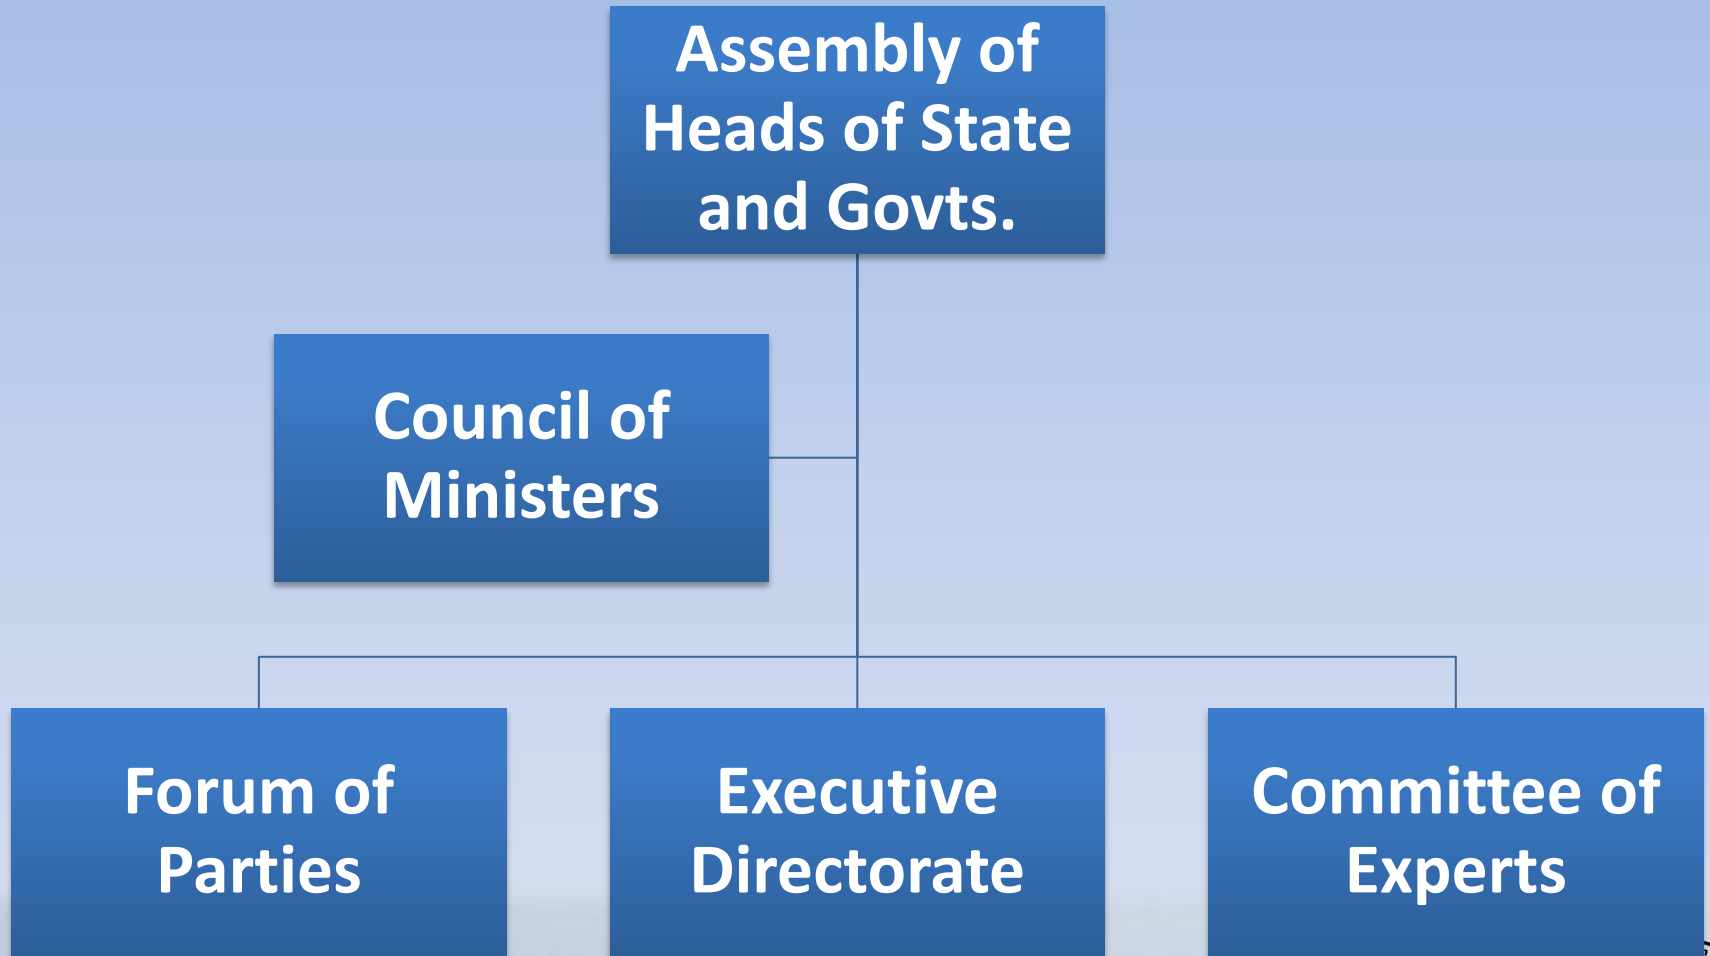 Assembly of
Heads of State
and Govts.
Council of
Ministers
Forum of
Parties
Executive
Directorate
Committee of
Experts